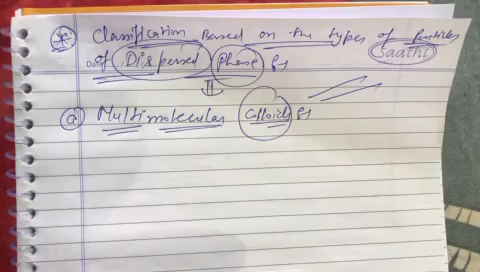 Classification Based on the types of Particles
of Dispersed Phase :-
Saathi
(a) Multimolecular Colloids :-